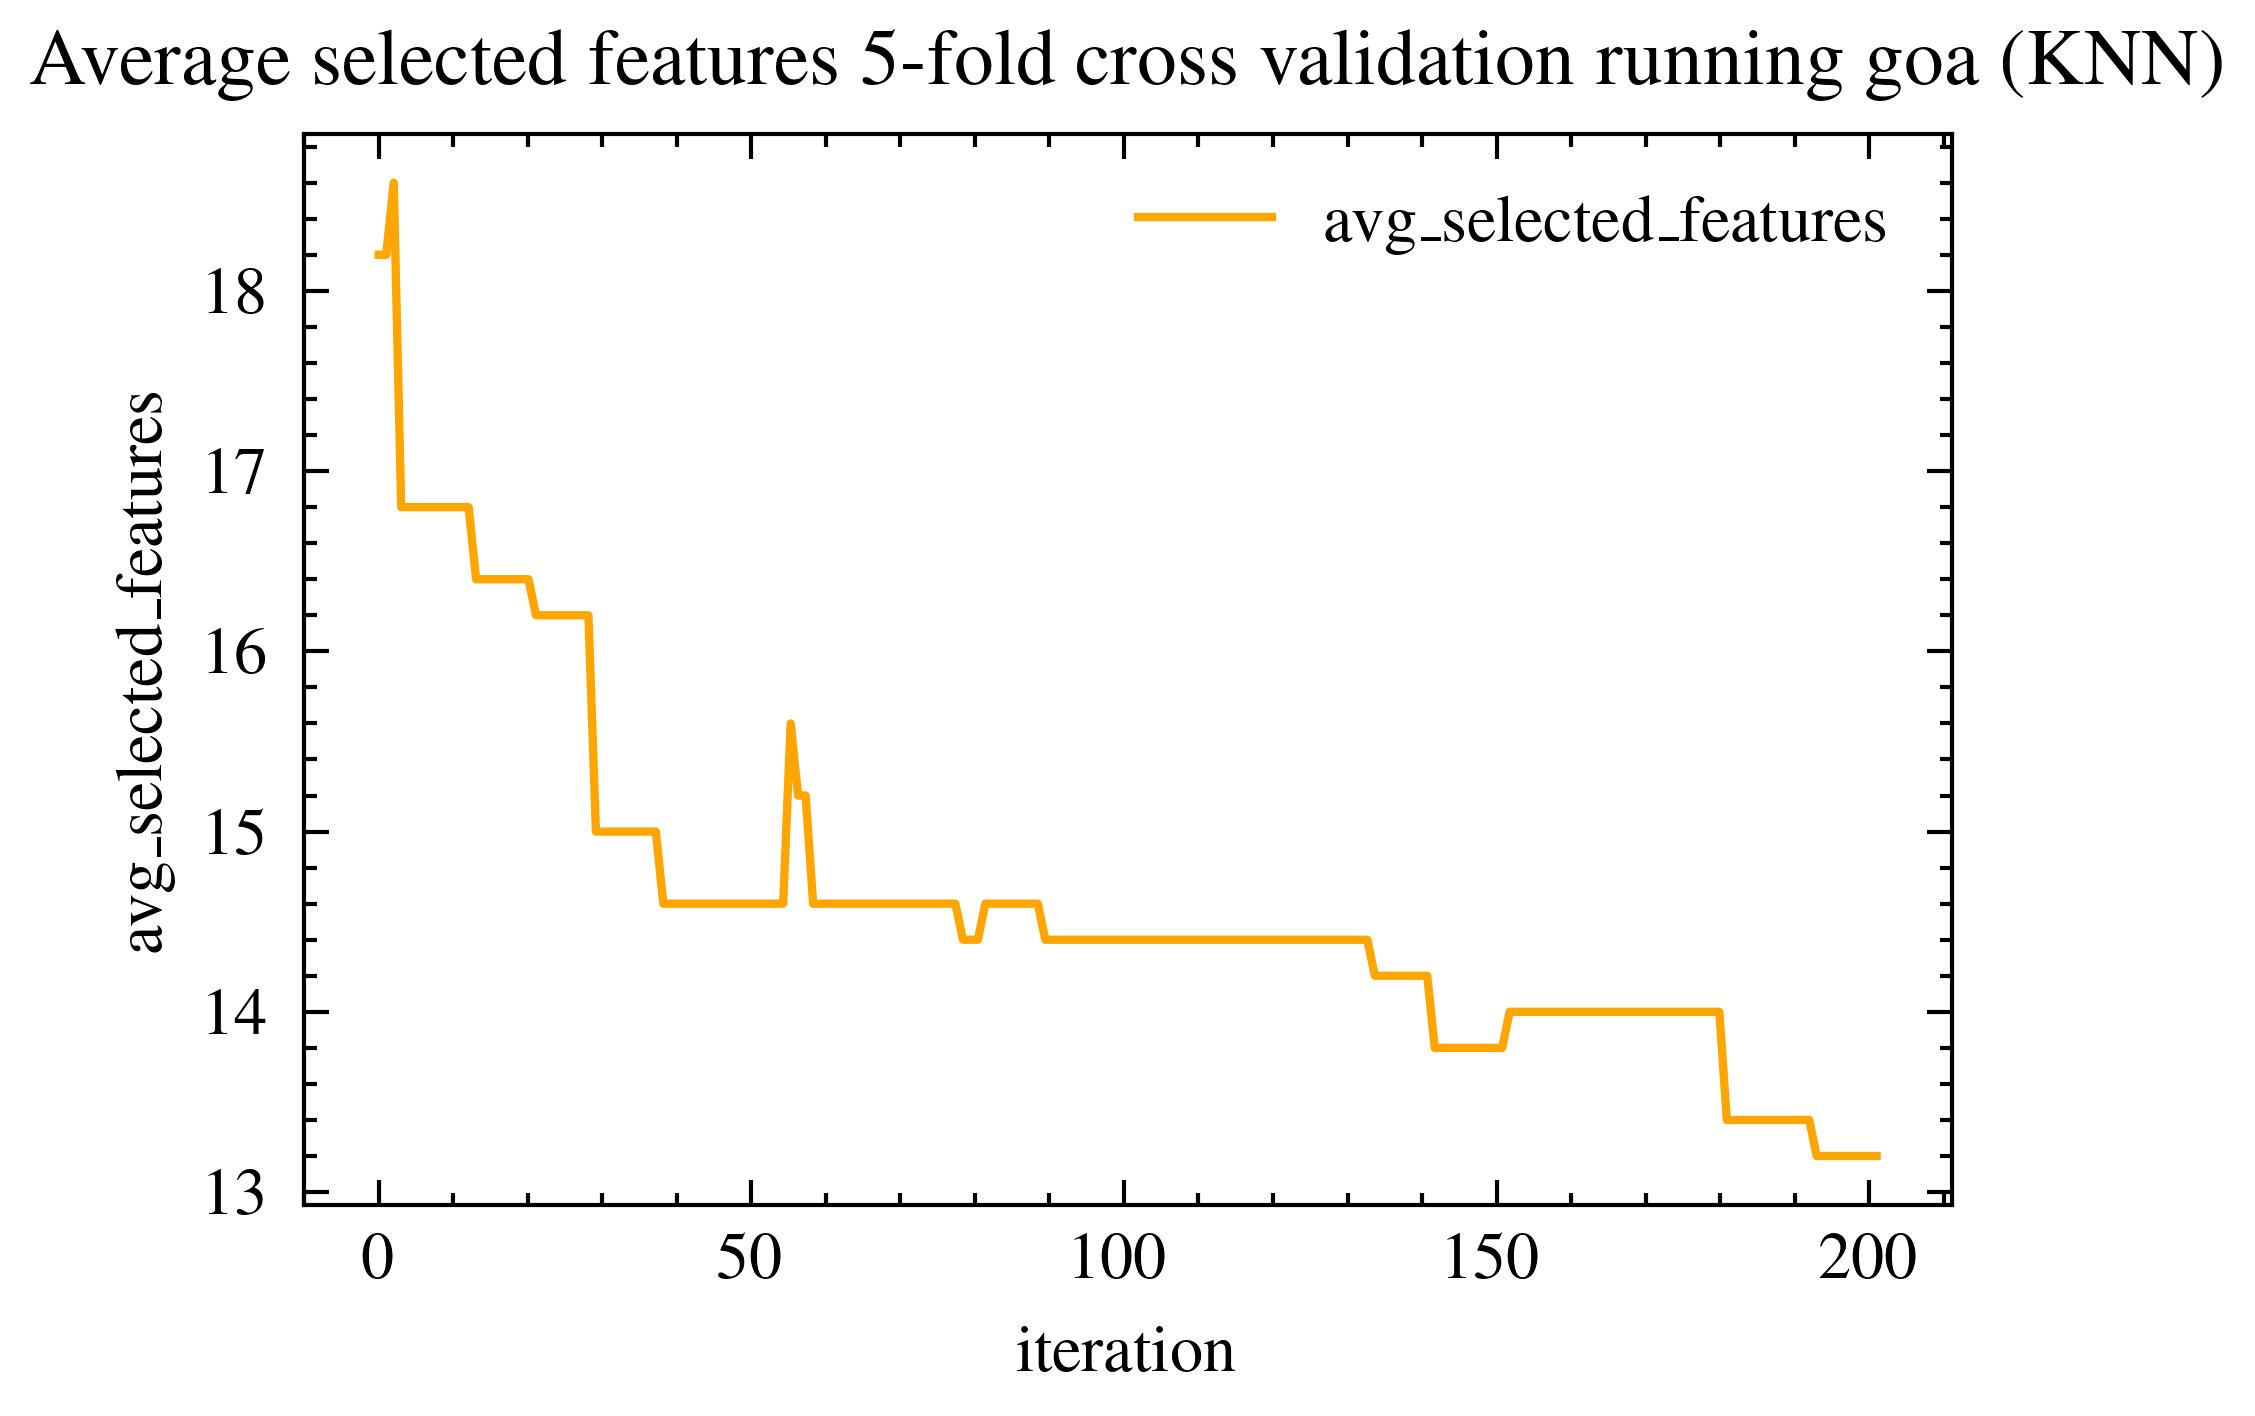 Average selected features 5-fold cross validation running goa (KNN)
avg_selected_features
avg_selected_features
18
17
16
15
14
13
0 50 100 150 200
iteration